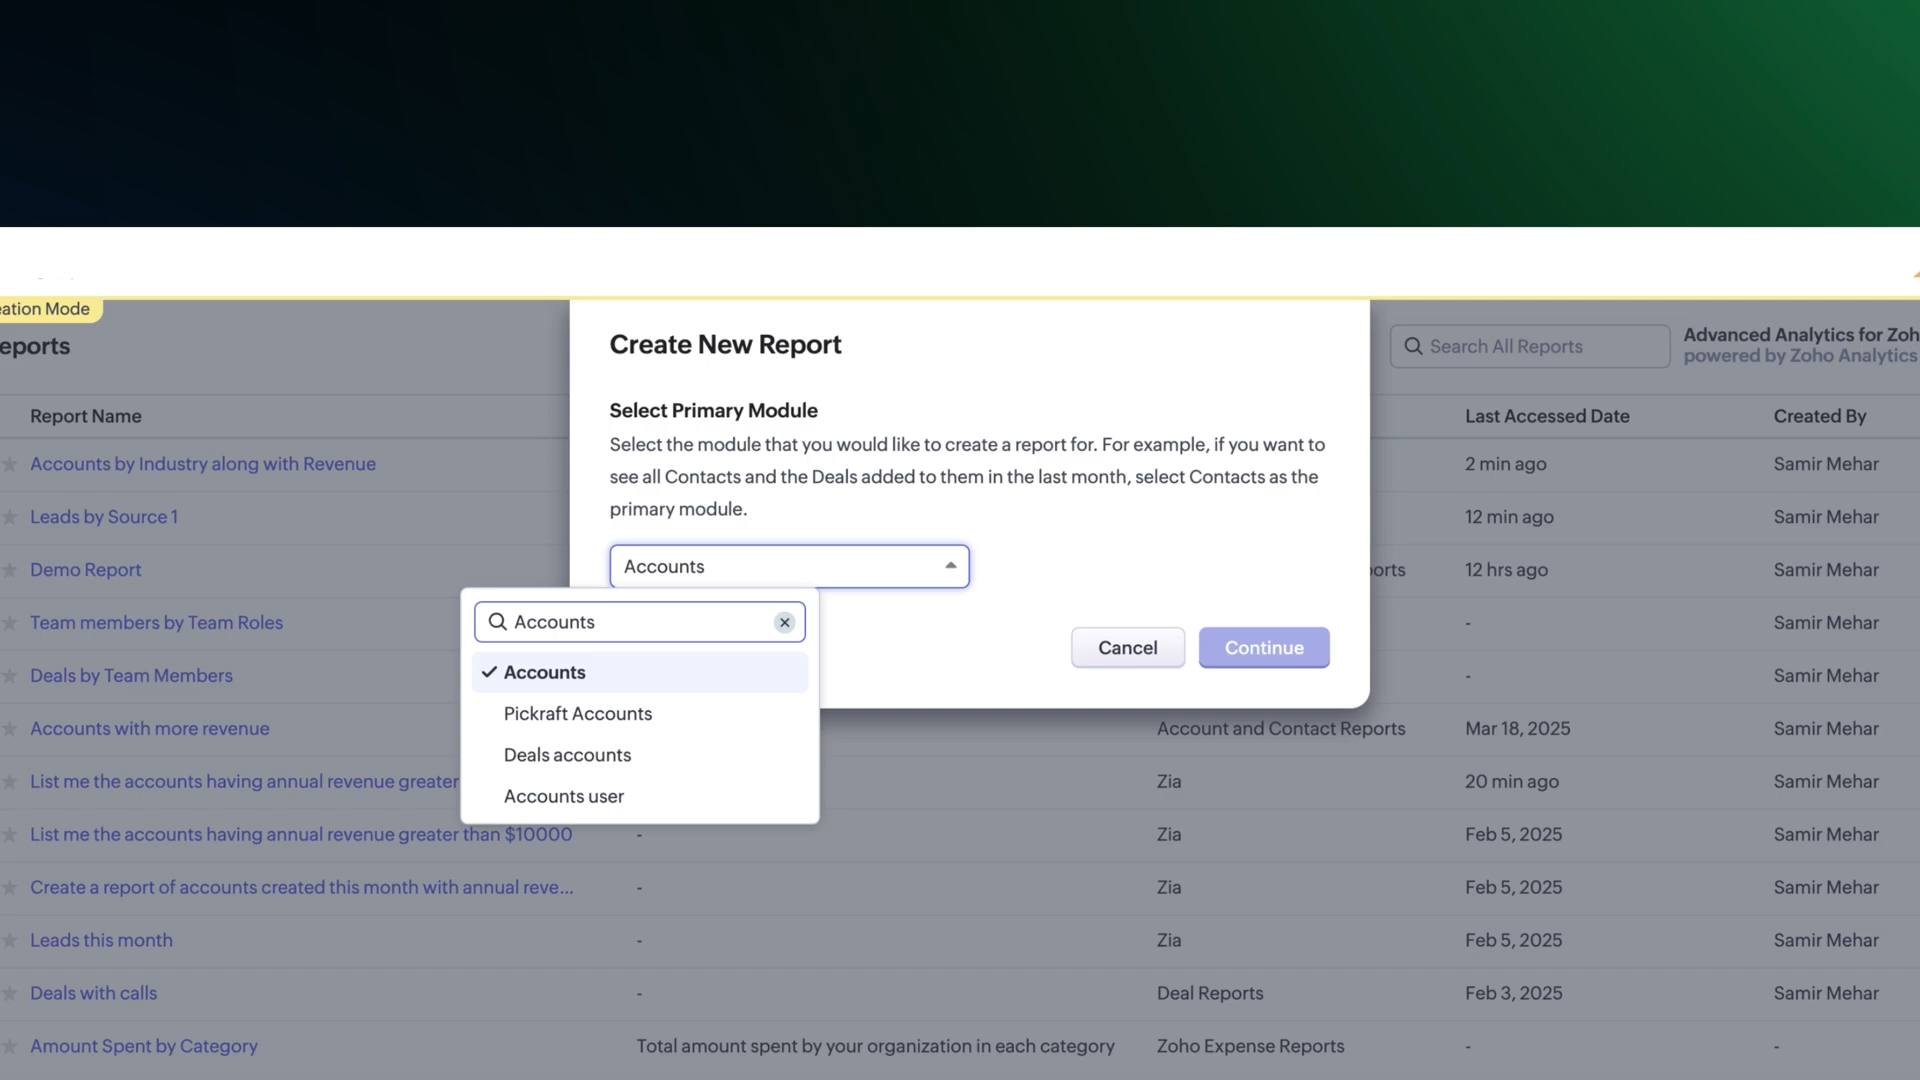 eation Mode
eports
Create New Report
Search All Reports
Advanced Analytics for Zoh
powered by Zoho Analytics
Select Primary Module
Select the module that you would like to create a report for. For example, if you want to
see all Contacts and the Deals added to them in the last month, select Contacts as the
primary module.
Accounts
Accounts
Accounts
Pickraft Accounts
Deals accounts
Accounts user
Cancel
Continue
Report Name
Last Accessed Date
Created By
Accounts by Industry along with Revenue
2 min ago
Samir Mehar
Leads by Source 1
12 min ago
Samir Mehar
Demo Report
orts
12 hrs ago
Samir Mehar
Team members by Team Roles
-
Samir Mehar
Deals by Team Members
-
Samir Mehar
Accounts with more revenue
Account and Contact Reports
Mar 18, 2025
Samir Mehar
List me the accounts having annual revenue greater
Zia
20 min ago
Samir Mehar
List me the accounts having annual revenue greater than $10000
-
Zia
Feb 5, 2025
Samir Mehar
Create a report of accounts created this month with annual reve...
-
Zia
Feb 5, 2025
Samir Mehar
Leads this month
-
Zia
Feb 5, 2025
Samir Mehar
Deals with calls
-
Deal Reports
Feb 3, 2025
Samir Mehar
Amount Spent by Category
Total amount spent by your organization in each category
Zoho Expense Reports
-
-